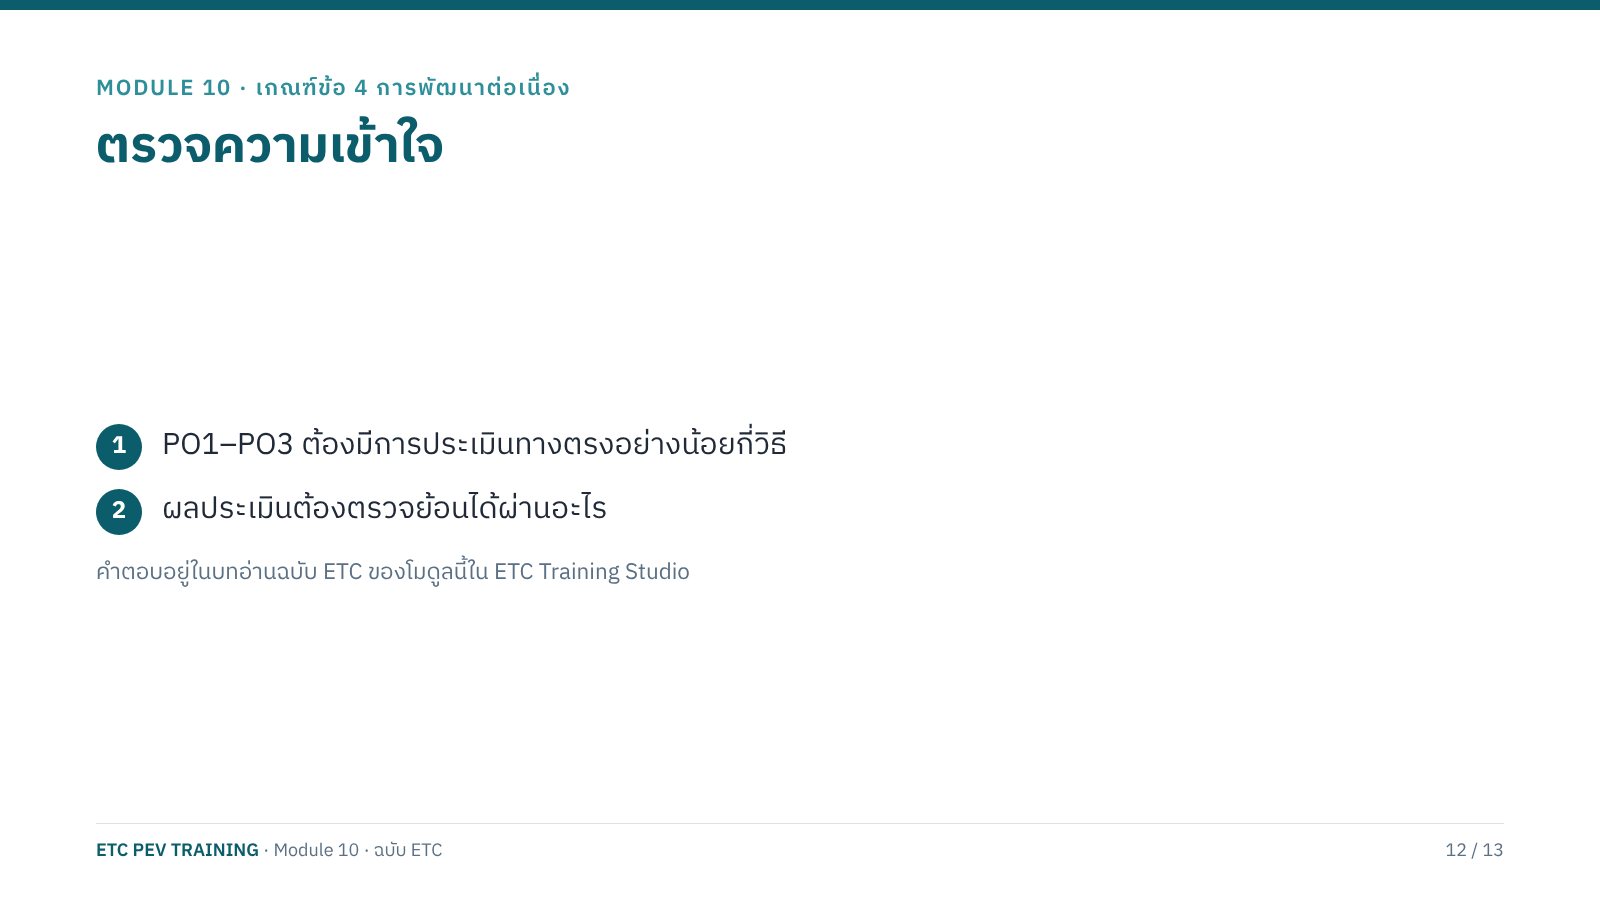 MODULE 10 · เกณฑ์ข้อ 4 การพัฒนาต่อเนื่อง
ตรวจความเข้าใจ
1 PO1–PO3 ต้องมีการประเมินทางตรงอย่างน้อยกี่วิธี
2 ผลประเมินต้องตรวจย้อนได้ผ่านอะไร
คำตอบอยู่ในบทอ่านฉบับ ETC ของโมดูลนี้ใน ETC Training Studio
ETC PEV TRAINING · Module 10 · ฉบับ ETC
12 / 13